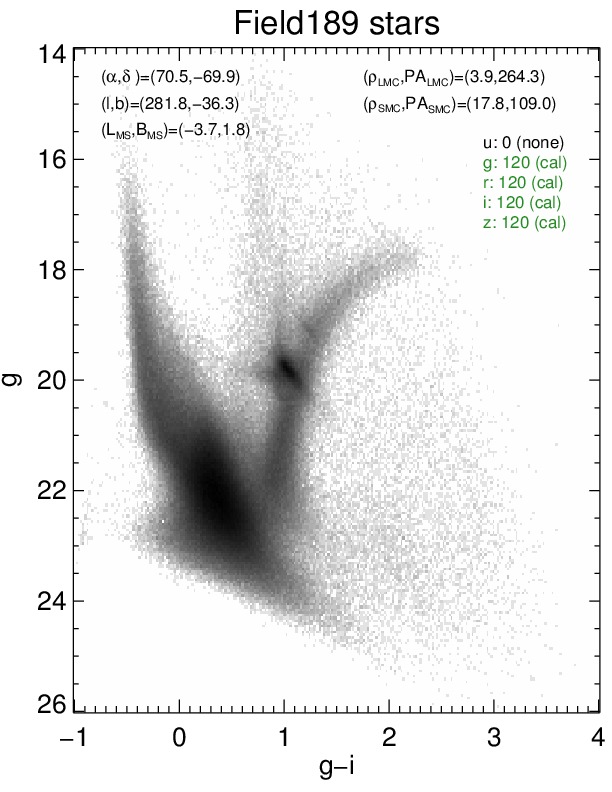 Field189 stars
(α,δ )=(70.5,−69.9)
(ρLMC,PALMC)=(3.9,264.3)
(l,b)=(281.8,−36.3)
(ρSMC,PASMC)=(17.8,109.0)
(LMS,BMS)=(−3.7,1.8)
u: 0 (none)
g: 120 (cal)
r: 120 (cal)
i: 120 (cal)
z: 120 (cal)
14
16
18
20
22
24
26
g
−1 0 1 2 3 4
g−i